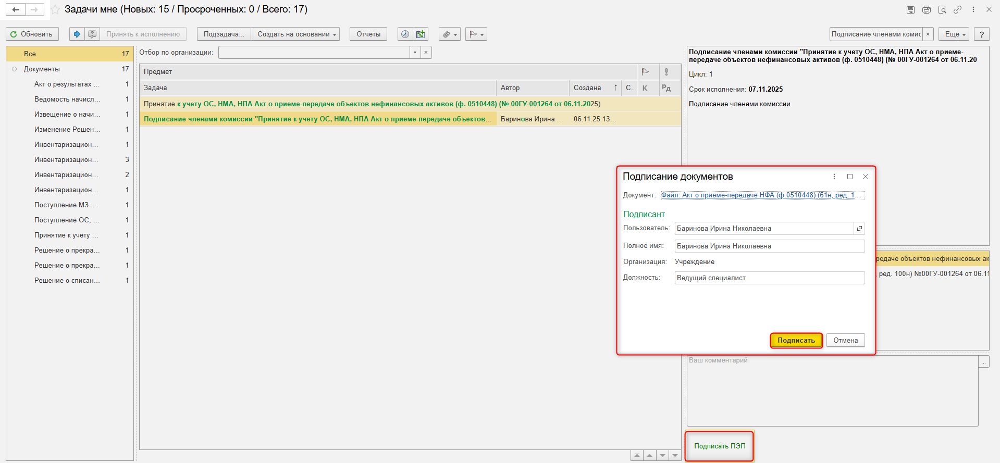 Задачи мне (Новых: 15 / Просроченных: 0 / Всего: 17)
Обновить
Принять к исполнению
Подзадача...
Создать на основании
Отчеты
Подписание членами комис
×
Еще
?
Все 17
Документы 17
Акт о результатах ... 1
Ведомость начисл... 1
Извещение о начи... 1
Изменение Решен... 1
Инвентаризацион... 1
Инвентаризацион... 3
Инвентаризацион... 2
Инвентаризацион... 1
Поступление МЗ ... 1
Поступление ОС, ... 1
Принятие к учету ... 1
Решение о прекра... 1
Решение о прекра... 1
Решение о списан... 1
Отбор по организации:
Предмет
Задача Автор Создана ↑ С.. К Рд
Принятие к учету ОС, НМА, НПА Акт о приеме-передаче объектов нефинансовых активов (ф. 0510448) (№ 00ГУ-001264 от 06.11.2025)
Подписание членами комиссии "Принятие к учету ОС, НМА, НПА Акт о приеме-передаче объектов... Баринова Ирина ... 06.11.25 13...
Подписание членами комиссии "Принятие к учету ОС, НМА, НПА Акт о приеме-
передаче объектов нефинансовых активов (ф. 0510448) (№ 00ГУ-001264 от 06.11.20
Цикл: 1
Срок исполнения: 07.11.2025
Подписание членами комиссии
Подписание документов
Документ: Файл: Акт о приеме-передаче НФА (ф.0510448) (61н, ред. 1...
Подписант
Пользователь: Баринова Ирина Николаевна
Полное имя: Баринова Ирина Николаевна
Организация: Учреждение
Должность: Ведущий специалист
Подписать
Отмена
редаче объектов нефинансовых ак
, ред. 100н) №00ГУ-001264 от 06.11
Ваш комментарий
...
Подписать ПЭП